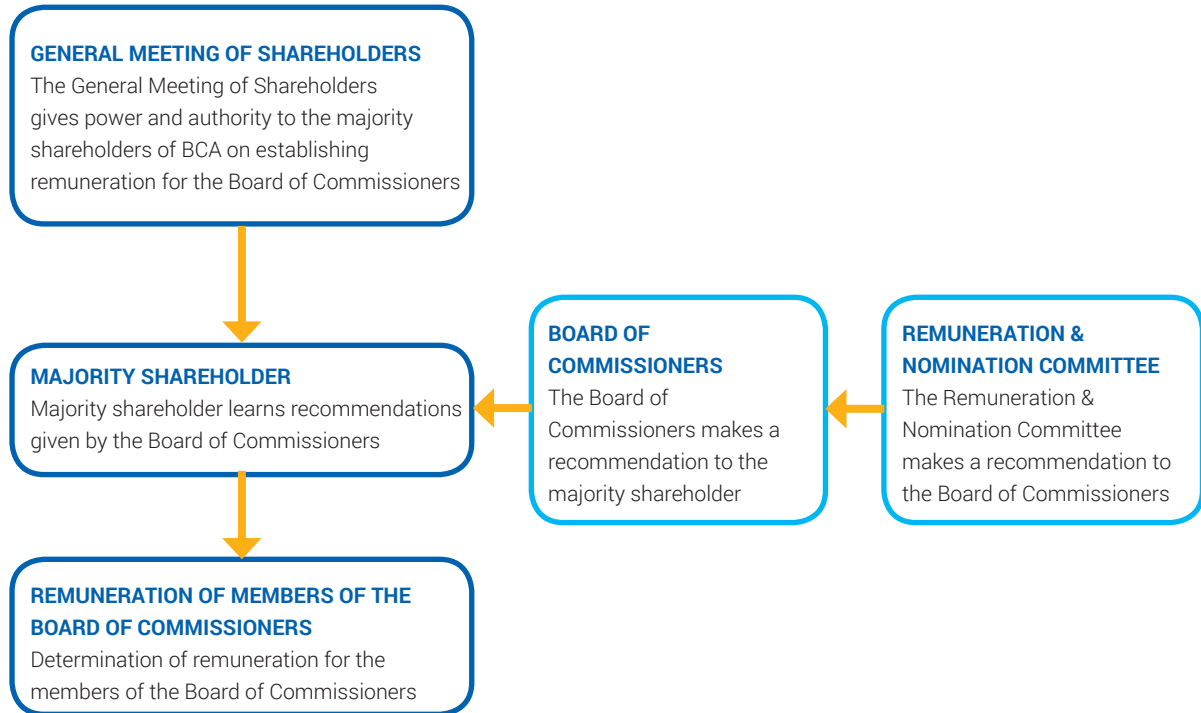 GENERAL MEETING OF SHAREHOLDERS
The General Meeting of Shareholders
gives power and authority to the majority
shareholders of BCA on establishing
remuneration for the Board of Commissioners
MAJORITY SHAREHOLDER
Majority shareholder learns recommendations
given by the Board of Commissioners
BOARD OF
COMMISSIONERS
The Board of
Commissioners makes a
recommendation to the
majority shareholder
REMUNERATION &
NOMINATION COMMITTEE
The Remuneration &
Nomination Committee
makes a recommendation to
the Board of Commissioners
REMUNERATION OF MEMBERS OF THE
BOARD OF COMMISSIONERS
Determination of remuneration for the
members of the Board of Commissioners